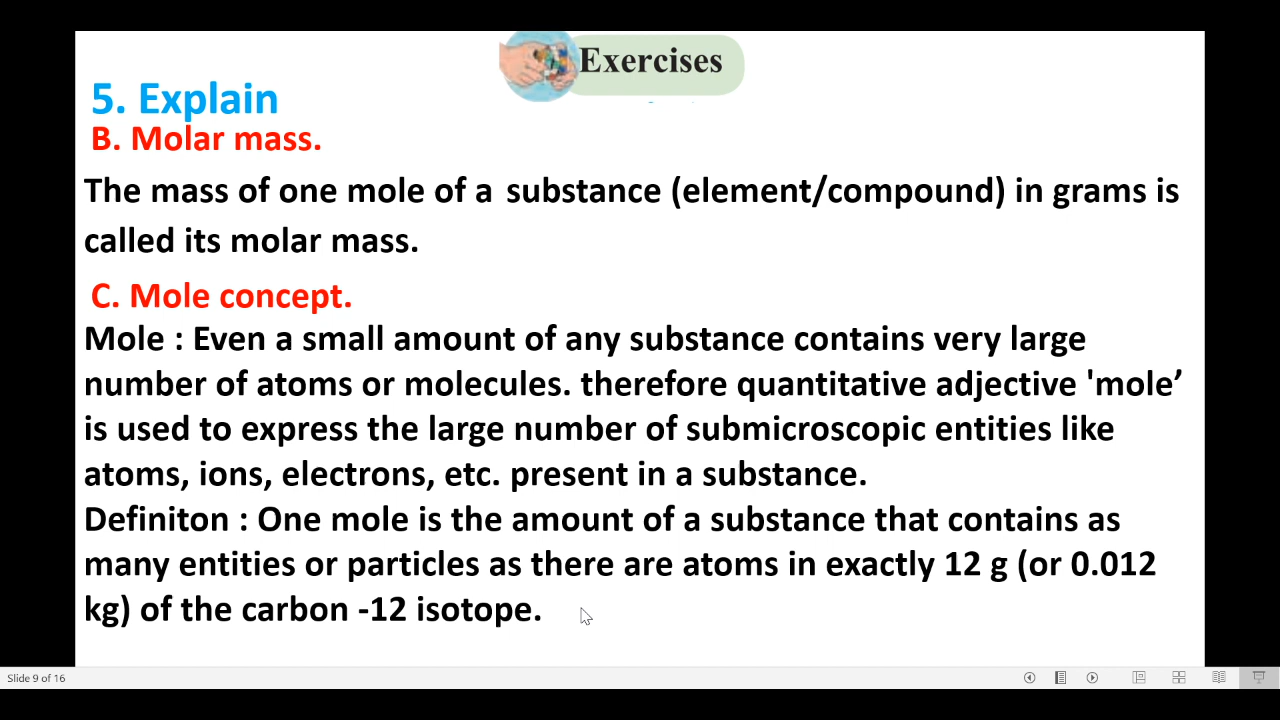 Exercises
5. Explain
B. Molar mass.
The mass of one mole of a substance (element/compound) in grams is
called its molar mass.
C. Mole concept.
Mole : Even a small amount of any substance contains very large
number of atoms or molecules. therefore quantitative adjective 'mole’
is used to express the large number of submicroscopic entities like
atoms, ions, electrons, etc. present in a substance.
Definiton : One mole is the amount of a substance that contains as
many entities or particles as there are atoms in exactly 12 g (or 0.012
kg) of the carbon -12 isotope.
Slide 9 of 16